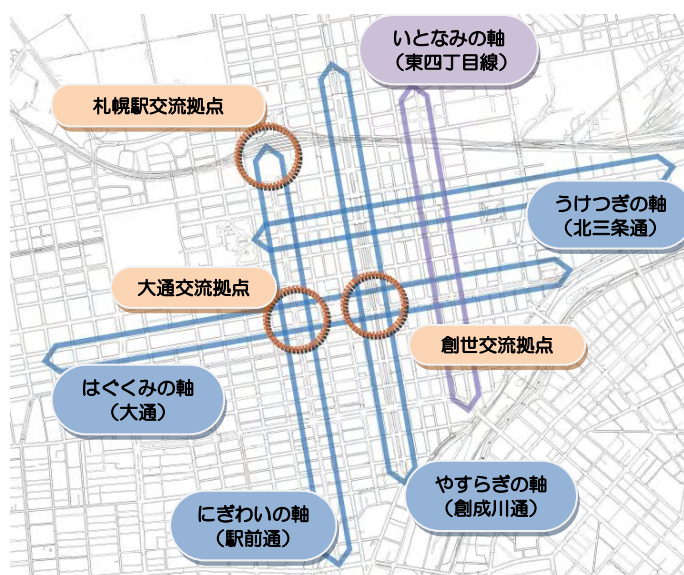 いとなみの軸
(東四丁目線)
札幌駅交流拠点
うけつぎの軸
(北三条通)
大通交流拠点
創世交流拠点
はぐくみの軸
(大通)
やすらぎの軸
(創成川通)
にぎわいの軸
(駅前通)